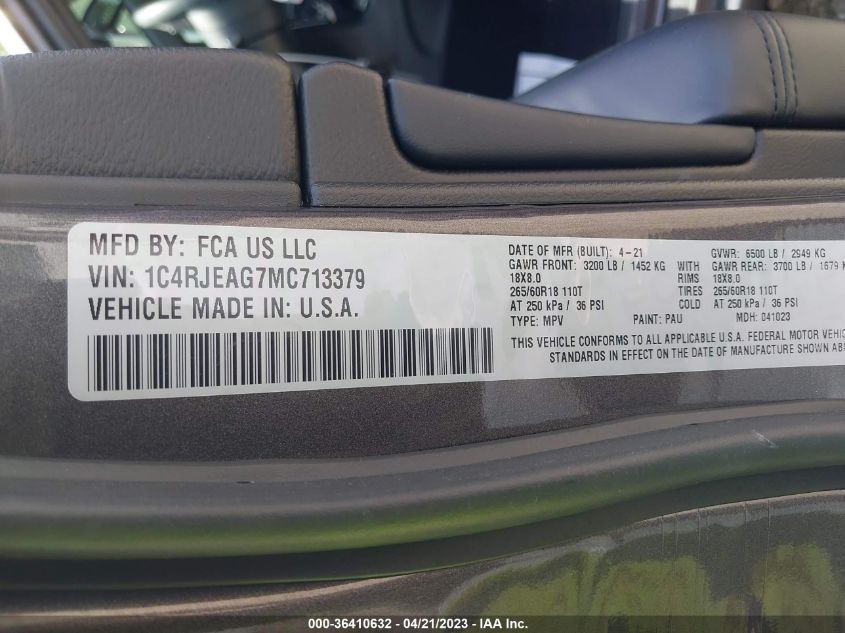 MFD BY: FCA US LLC
VIN: 1C4RJEAG7MC713379
VEHICLE MADE IN: U.S.A.
DATE OF MFR (BUILT): 4-21 GVWR: 6500 LB / 2949 KG
GAWR FRONT: 3200 LB / 1452 KG WITH GAWR REAR: 3700 LB / 1679 KG
18X8.0 RIMS 18X8.0
265/60R18 110T TIRES 265/60R18 110T
AT 250 kPa / 36 PSI COLD AT 250 kPa / 36 PSI
TYPE: MPV PAINT: PAU MDH: 041023
THIS VEHICLE CONFORMS TO ALL APPLICABLE U.S.A. FEDERAL MOTOR VEHICLE
STANDARDS IN EFFECT ON THE DATE OF MANUFACTURE SHOWN
000-36410632 - 04/21/2023 - IEA Inc.